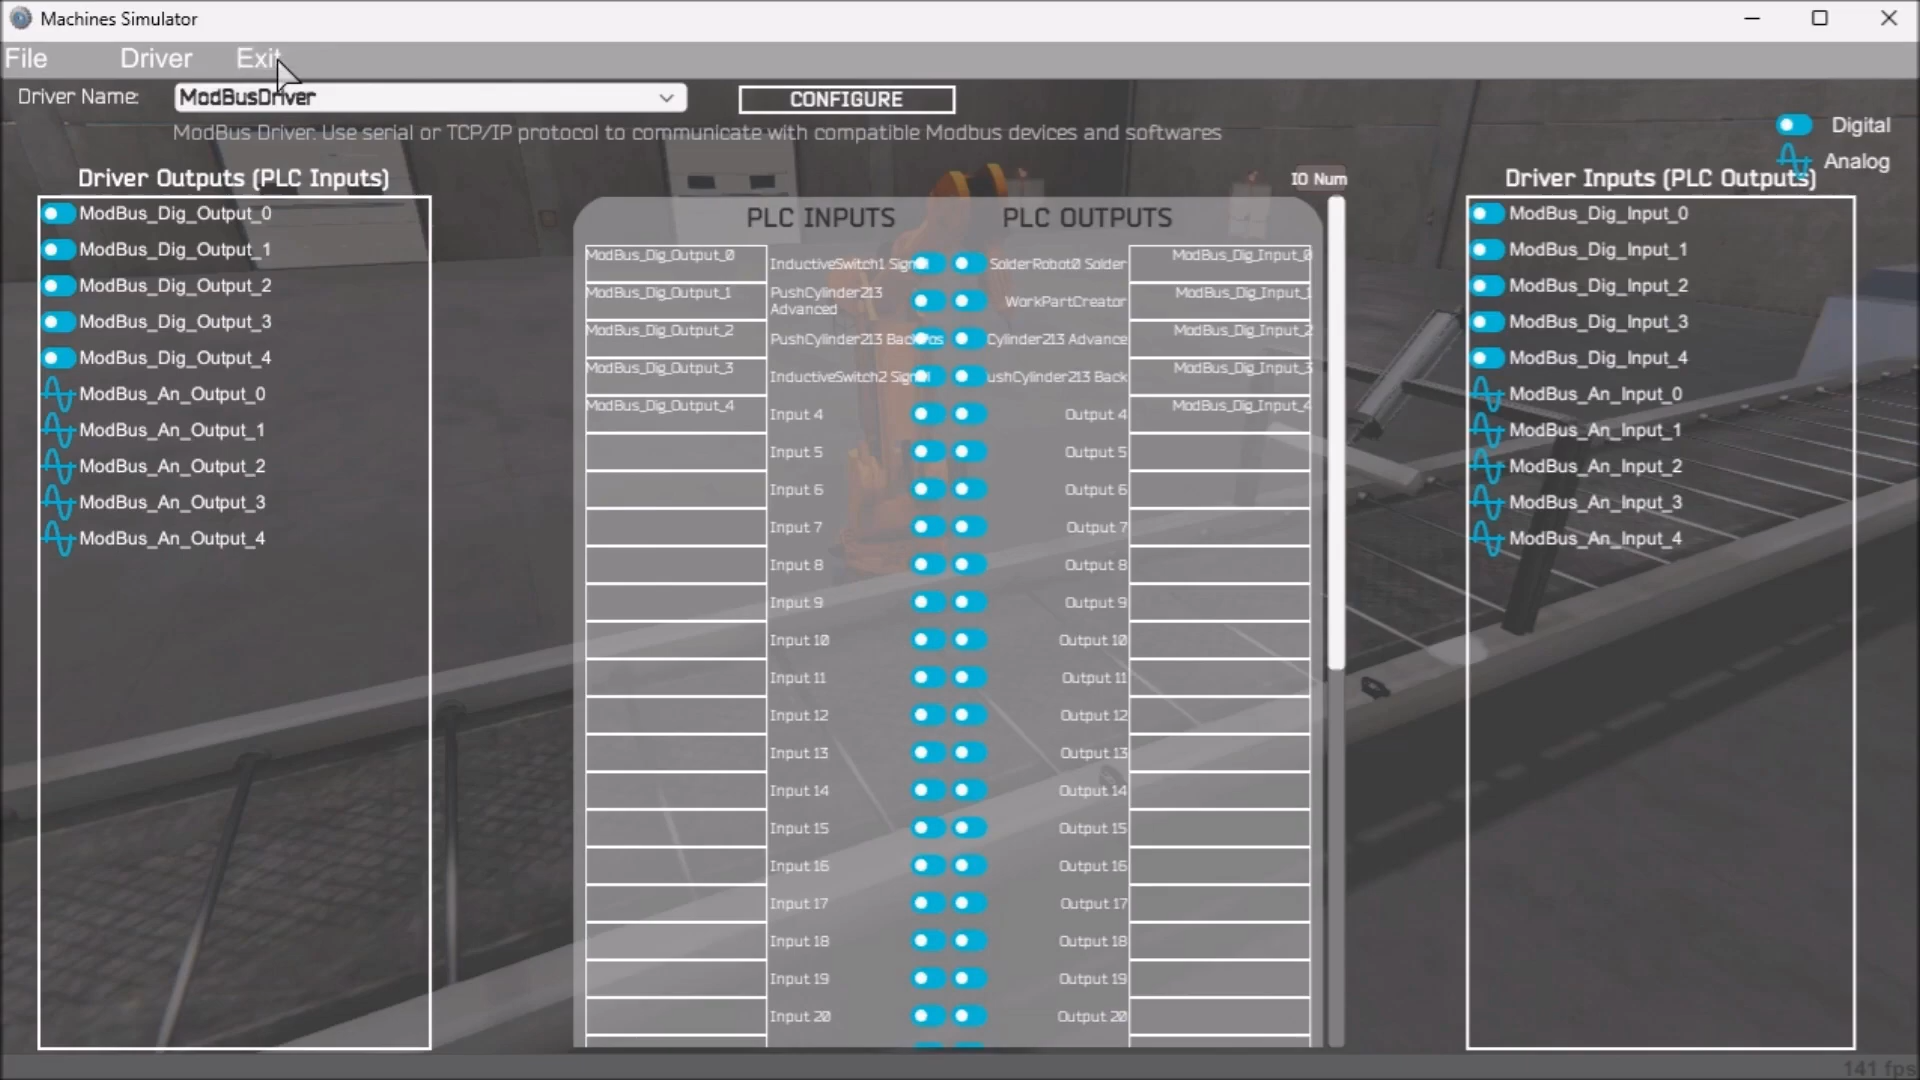 Machines Simulator
File Driver Exit
Driver Name: ModBusDriver CONFIGURE
ModBus Driver. Use serial or TCP/IP protocol to communicate with compatible Modbus devices and softwares
Digital
Analog
Driver Outputs (PLC Inputs)
ModBus_Dig_Output_0
ModBus_Dig_Output_1
ModBus_Dig_Output_2
ModBus_Dig_Output_3
ModBus_Dig_Output_4
ModBus_An_Output_0
ModBus_An_Output_1
ModBus_An_Output_2
ModBus_An_Output_3
ModBus_An_Output_4
IO Num
PLC INPUTS PLC OUTPUTS
ModBus_Dig_Output_0 InductiveSwitch1 Signal SolderRobot0 Solder ModBus_Dig_Input_0
ModBus_Dig_Output_1 PushCylinder213 Advanced WorkPartCreator ModBus_Dig_Input_1
ModBus_Dig_Output_2 PushCylinder213 BackPos Cylinder213 Advance ModBus_Dig_Input_2
ModBus_Dig_Output_3 InductiveSwitch2 Signal ushCylinder213 Back ModBus_Dig_Input_3
ModBus_Dig_Output_4 Input 4 Output 4 ModBus_Dig_Input_4
Input 5 Output 5
Input 6 Output 6
Input 7 Output 7
Input 8 Output 8
Input 9 Output 9
Input 10 Output 10
Input 11 Output 11
Input 12 Output 12
Input 13 Output 13
Input 14 Output 14
Input 15 Output 15
Input 16 Output 16
Input 17 Output 17
Input 18 Output 18
Input 19 Output 19
Input 20 Output 20
Driver Inputs (PLC Outputs)
ModBus_Dig_Input_0
ModBus_Dig_Input_1
ModBus_Dig_Input_2
ModBus_Dig_Input_3
ModBus_Dig_Input_4
ModBus_An_Input_0
ModBus_An_Input_1
ModBus_An_Input_2
ModBus_An_Input_3
ModBus_An_Input_4
141 fps